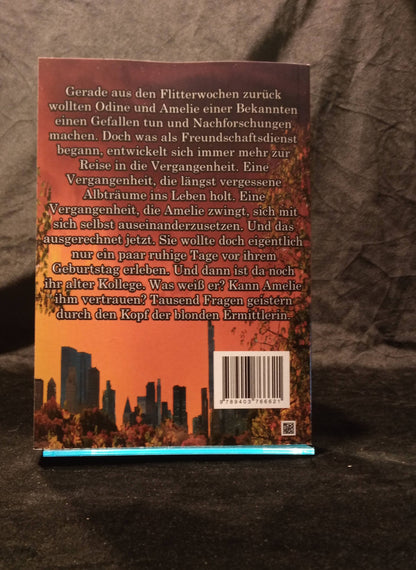 Gerade aus den Flitterwochen zurück
wollten Odine und Amelie einer Bekannten
einen Gefallen tun und Nachforschungen
machen. Doch was als Freundschaftsdienst
begann, entwickelt sich immer mehr zur
Reise in die Vergangenheit. Eine
Vergangenheit, die längst vergessene
Albträume ins Leben holt. Eine
Vergangenheit, die Amelie zwingt, sich mit
sich selbst auseinanderzusetzen. Und das
ausgerechnet jetzt. Sie wollte doch eigentlich
nur ein paar ruhige Tage vor ihrem
Geburtstag erleben. Und dann ist da noch
ihr alter Kollege. Was weiß er? Kann Amelie
ihm vertrauen? Tausend Fragen geistern
durch den Kopf der blonden Ermittlerin.
9789403766621